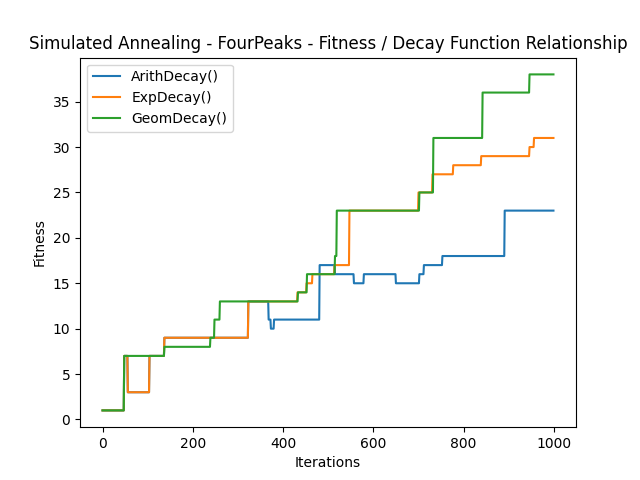 Simulated Annealing - FourPeaks - Fitness / Decay Function Relationship
ArithDecay()
ExpDecay()
GeomDecay()
35
30
25
20
15
10
5
0
Fitness
0 200 400 600 800 1000
Iterations